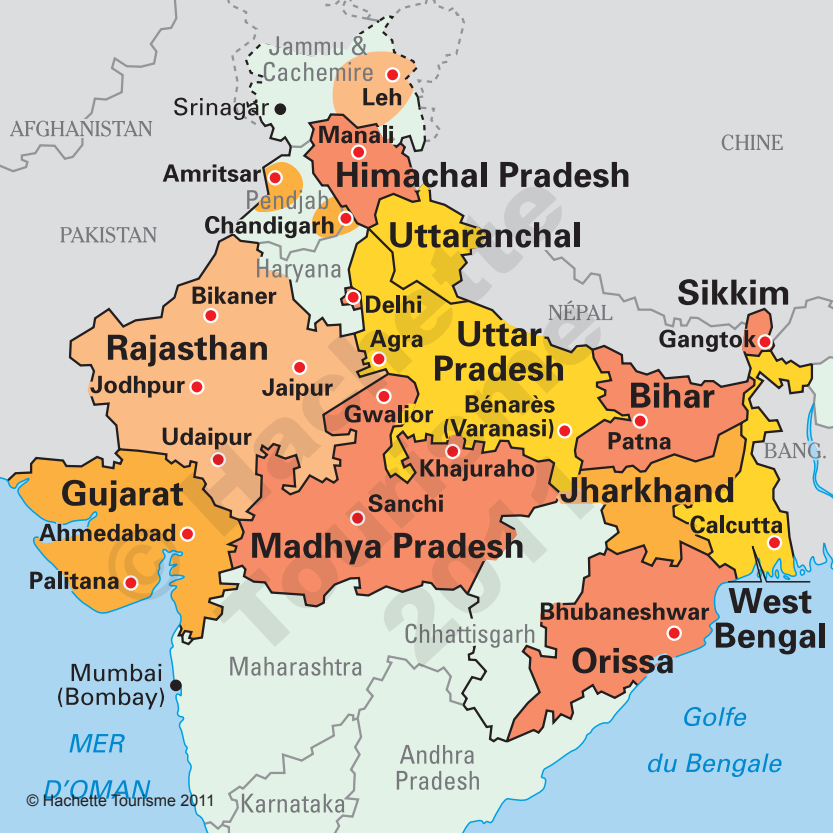 Jammu &
Cachemire
Leh
Srinagar
AFGHANISTAN
Manali
CHINE
Amritsar
Himachal Pradesh
Pendjab
Chandigarh
PAKISTAN
Uttaranchal
Haryana
Bikaner
Delhi
Sikkim
NÉPAL
Rajasthan
Agra
Uttar
Pradesh
Gangtok
Jodhpur
Jaipur
Gwalior
Bénarès
(Varanasi)
Bihar
Patna
Udaipur
Khajuraho
BANG.
Gujarat
Sanchi
Jharkhand
Ahmedabad
Madhya Pradesh
Calcutta
Palitana
Bhubaneshwar
West
Bengal
Chhattisgarh
Orissa
Maharashtra
Mumbai
(Bombay)
Golfe
du Bengale
MER
D'OMAN
Andhra
Pradesh
Karnataka
© Hachette Tourisme 2011
© Hachette
Tourisme
2011